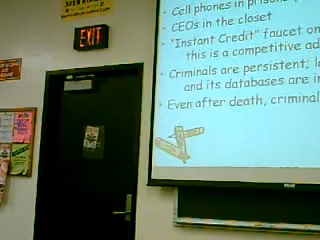 EXIT
• Cell phones in prisons
• CEOs in the closet
• "Instant Credit" faucet on
this is a competitive ad
• Criminals are persistent;
and its databases are in
• Even after death, criminal